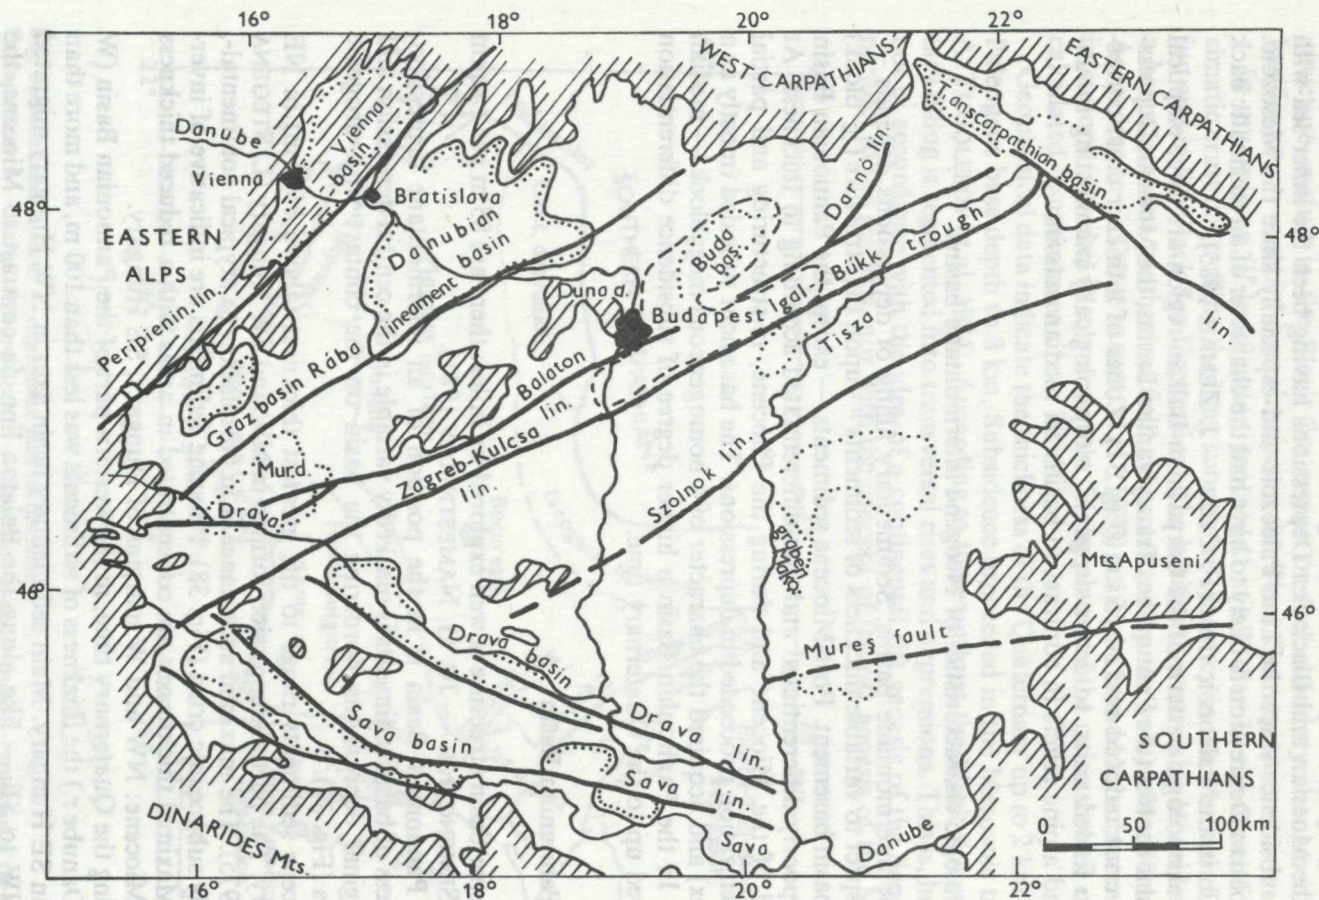 16° 18° 20° 22°
WEST CARPATHIANS
EASTERN CARPATHIANS
Transcarpathian basin
Danube
Vienna basin
Vienna
Bratislava
Darnó lin.
48°
48°
EASTERN
ALPS
Danubian
basin
Buda
bas.
trough
Igal-Bükk
Duna d.
Budapest
Peripienin. lin.
Rába lineament
Tisza
lin.
Graz basin
Balaton
lin.
Mur.d.
Zagreb-Kulcsa
lin.
Szolnok lin.
Drava
graben
Makó
Mts. Apuseni
46°
46°
Drava basin
Mureş fault
Sava basin
Drava
lin.
SOUTHERN
CARPATHIANS
Sava lin.
DINARIDES Mts.
Sava
Danube
0 50 100km
16° 18° 20° 22°